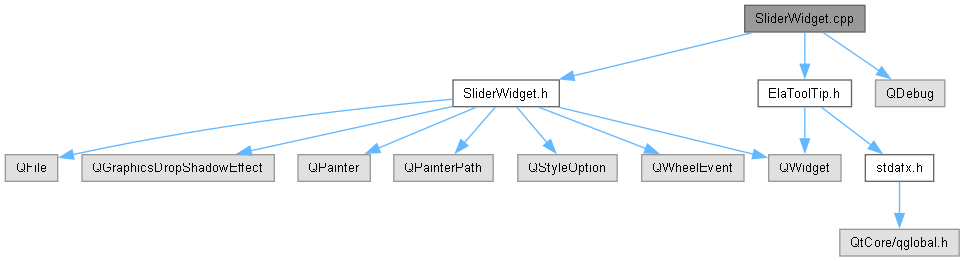 SliderWidget.cpp
SliderWidget.h
ElaToolTip.h
QDebug
QFile
QGraphicsDropShadowEffect
QPainter
QPainterPath
QStyleOption
QWheelEvent
QWidget
stdafx.h
QtCore/qglobal.h